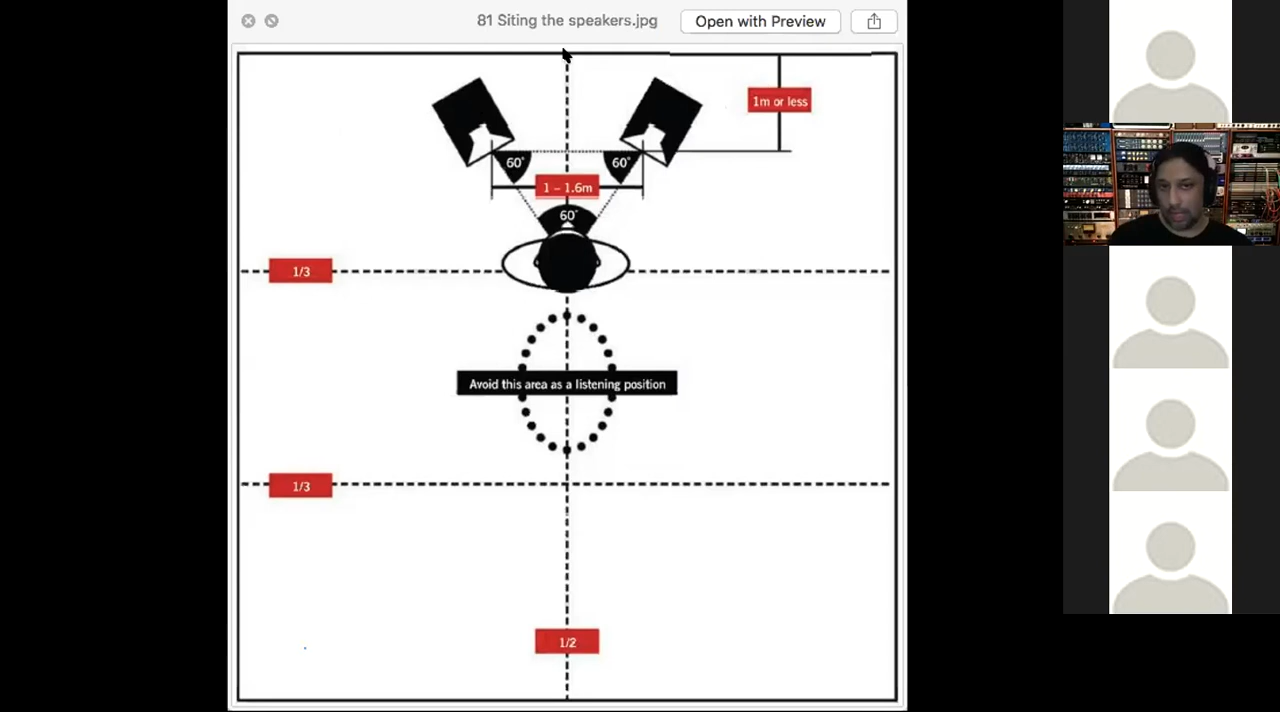 81 Siting the speakers.jpg
Open with Preview
1m or less
60°
60°
1 – 1.6m
60°
1/3
Avoid this area as a listening position
1/3
1/2